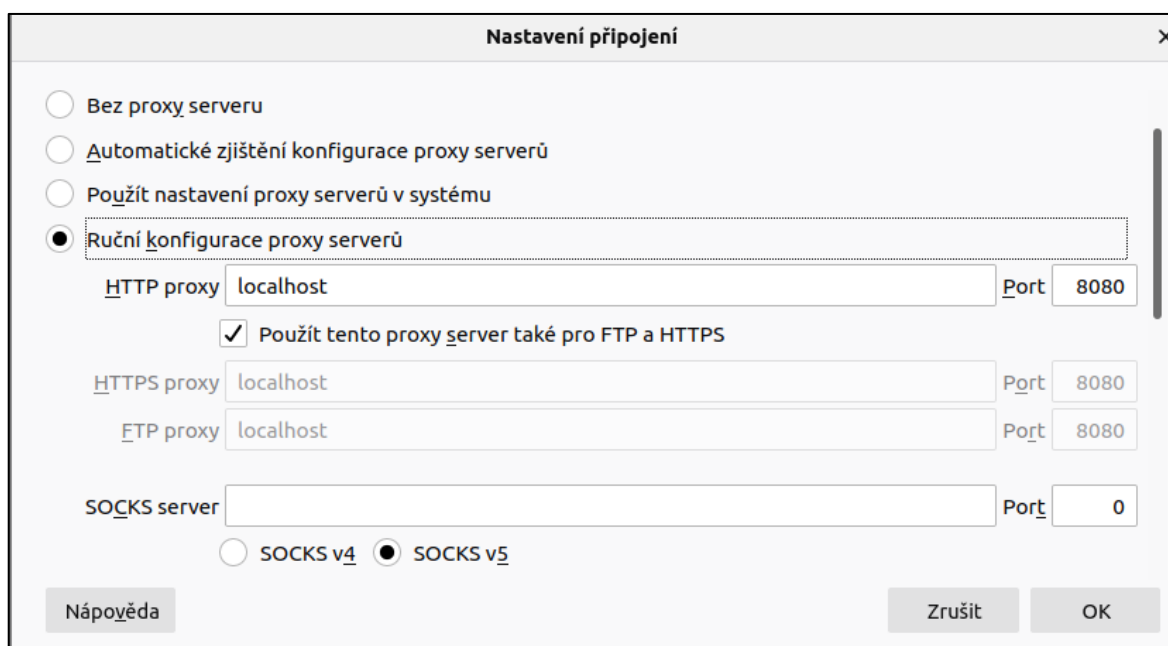 Nastavení připojení
Bez proxy serveru
Automatické zjištění konfigurace proxy serverů
Použít nastavení proxy serverů v systému
Ruční konfigurace proxy serverů
HTTP proxy localhost Port 8080
Použít tento proxy server také pro FTP a HTTPS
HTTPS proxy localhost Port 8080
FTP proxy localhost Port 8080
SOCKS server Port 0
SOCKS v4 SOCKS v5
Nápověda Zrušit OK